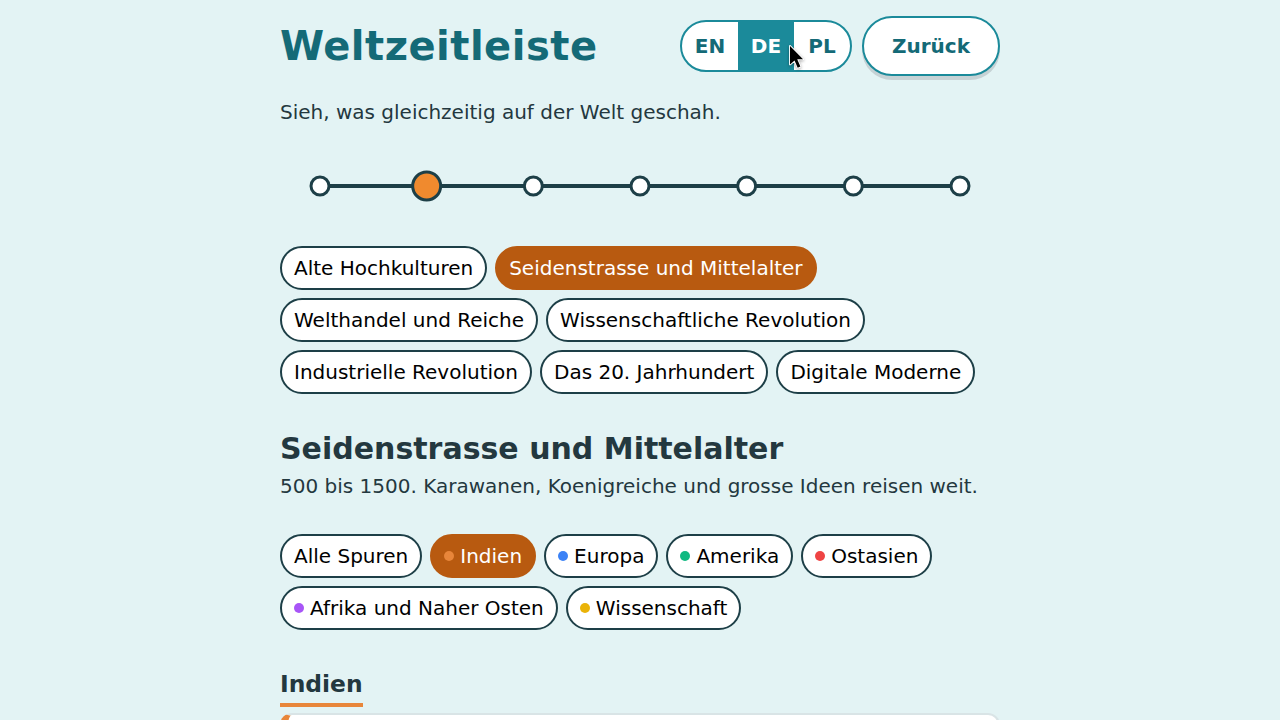 Weltzeitleiste
EN DE PL
Zurück
Sieh, was gleichzeitig auf der Welt geschah.
Alte Hochkulturen Seidenstrasse und Mittelalter
Welthandel und Reiche Wissenschaftliche Revolution
Industrielle Revolution Das 20. Jahrhundert Digitale Moderne
Seidenstrasse und Mittelalter
500 bis 1500. Karawanen, Koenigreiche und grosse Ideen reisen weit.
Alle Spuren Indien Europa Amerika Ostasien
Afrika und Naher Osten Wissenschaft
Indien